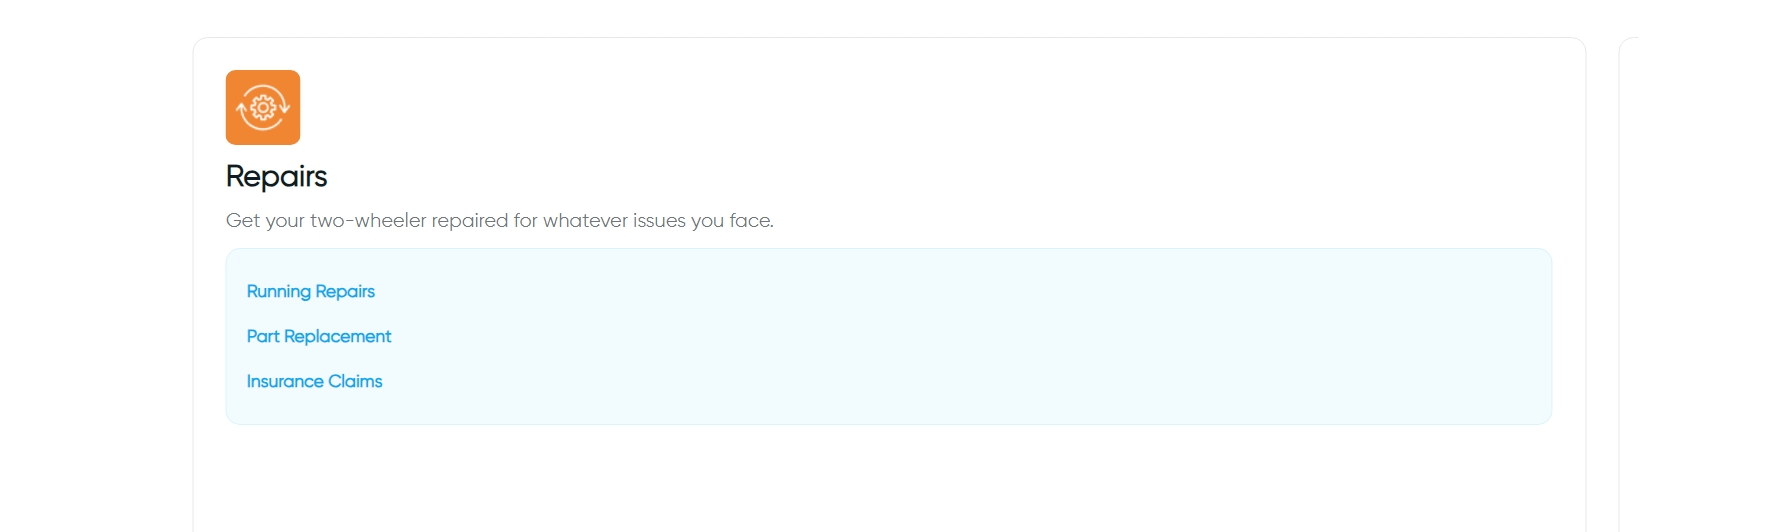 Repairs
Get your two-wheeler repaired for whatever issues you face.
Running Repairs
Part Replacement
Insurance Claims